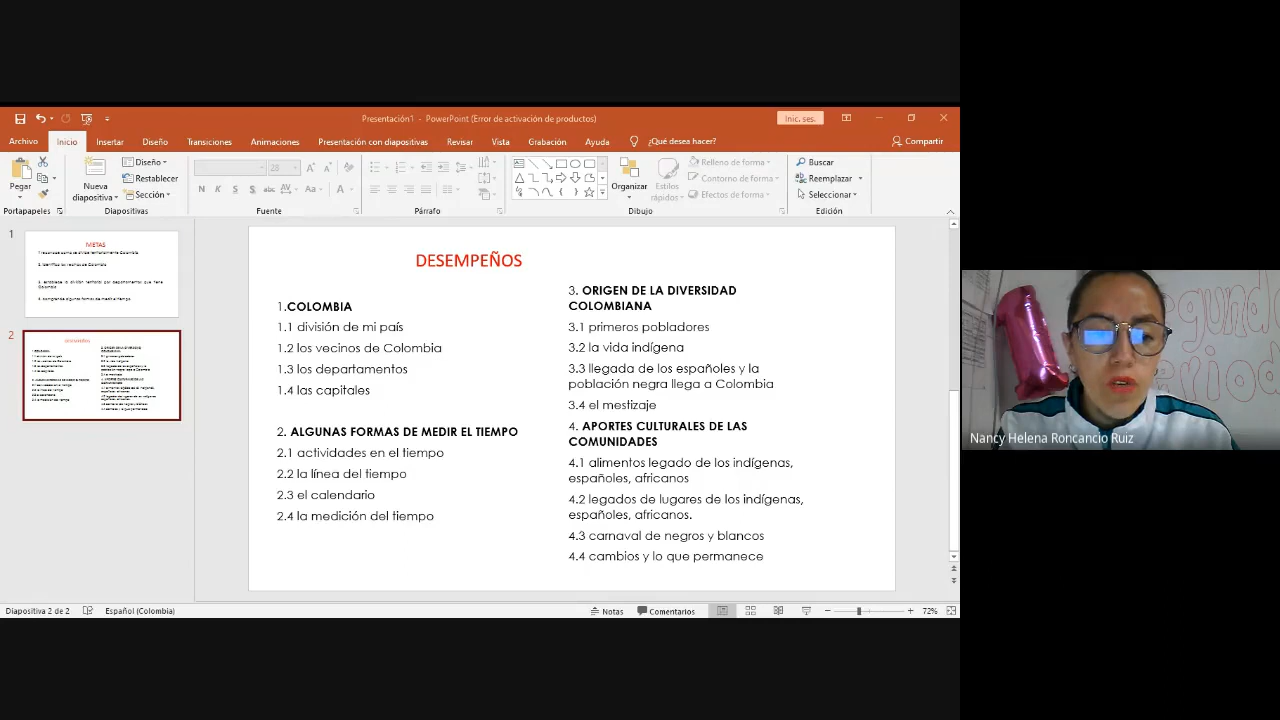 Presentación1 - PowerPoint (Error de activación de productos)
Inic. ses.
Archivo Inicio Insertar Diseño Transiciones Animaciones Presentación con diapositivas Revisar Vista Grabación Ayuda ¿Qué desea hacer? Compartir
Pegar
Nueva diapositiva
Diseño
Restablecer
Sección
28
N K S S abc AV Aa A
Organizar
Estilos rápidos
Relleno de forma
Contorno de forma
Efectos de forma
Buscar
Reemplazar
Seleccionar
Portapapeles Diapositivas Fuente Párrafo Dibujo Edición
1
METAS
2
DESEMPEÑOS
1.COLOMBIA
1.1 división de mi país
1.2 los vecinos de Colombia
1.3 los departamentos
1.4 las capitales
2. ALGUNAS FORMAS DE MEDIR EL TIEMPO
2.1 actividades en el tiempo
2.2 la línea del tiempo
2.3 el calendario
2.4 la medición del tiempo
3. ORIGEN DE LA DIVERSIDAD
COLOMBIANA
3.1 primeros pobladores
3.2 la vida indígena
3.3 llegada de los españoles y la
población negra llega a Colombia
3.4 el mestizaje
4. APORTES CULTURALES DE LAS
COMUNIDADES
4.1 alimentos legado de los indígenas,
españoles, africanos
4.2 legados de lugares de los indígenas,
españoles, africanos.
4.3 carnaval de negros y blancos
4.4 cambios y lo que permanece
Diapositiva 2 de 2 Español (Colombia) Notas Comentarios 72%
Nancy Helena Roncancio Ruiz